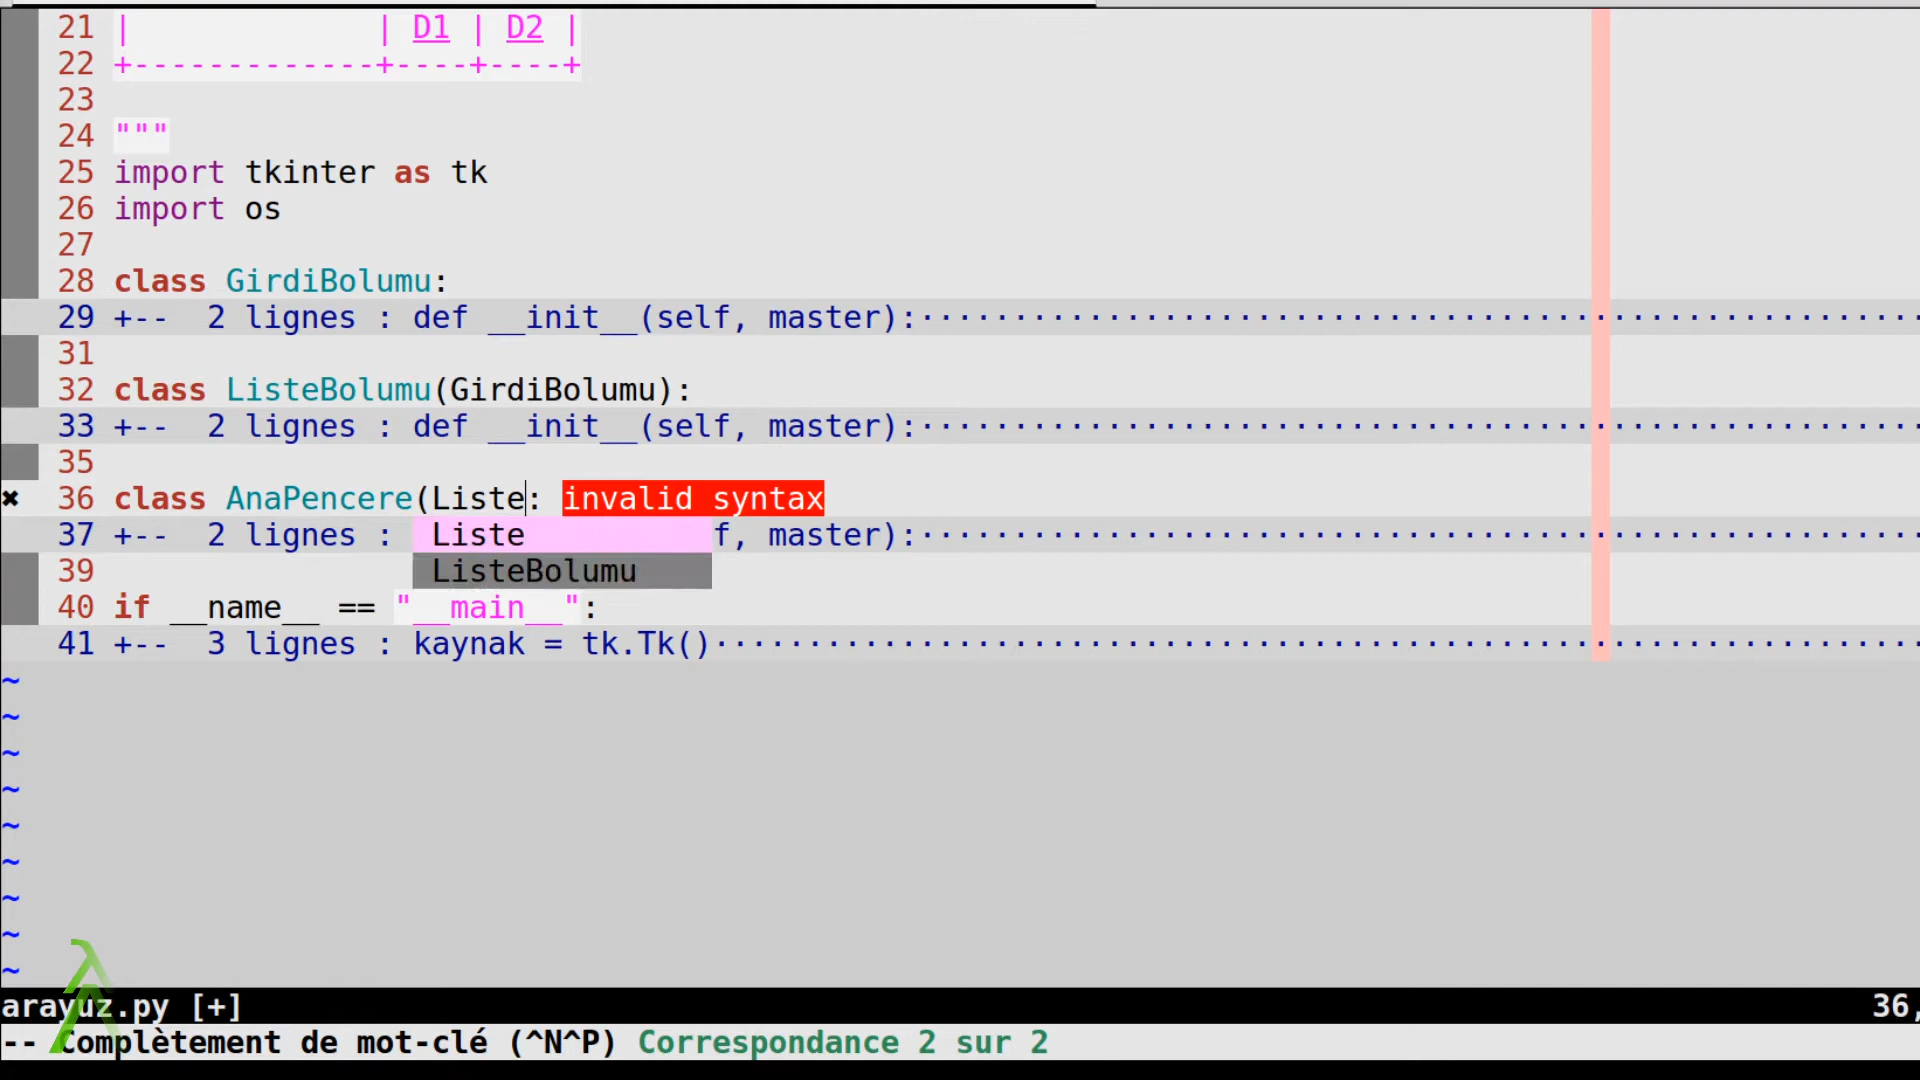 21 |             | D1 | D2 |
22 +-------------+----+----+
23
24 """
25 import tkinter as tk
26 import os
27
28 class GirdiBolumu:
29 +--  2 lignes : def __init__(self, master):·····················································
31
32 class ListeBolumu(GirdiBolumu):
33 +--  2 lignes : def __init__(self, master):·····················································
35
✖ 36 class AnaPencere(Liste: invalid syntax
37 +--  2 lignes : Liste f, master):·····················································
39 ListeBolumu
40 if __name__ == "__main__":
41 +--  3 lignes : kaynak = tk.Tk()································································
~
~
~
~
~
~
~
~
~
arayuz.py [+] 36,
-- Complètement de mot-clé (^N^P) Correspondance 2 sur 2